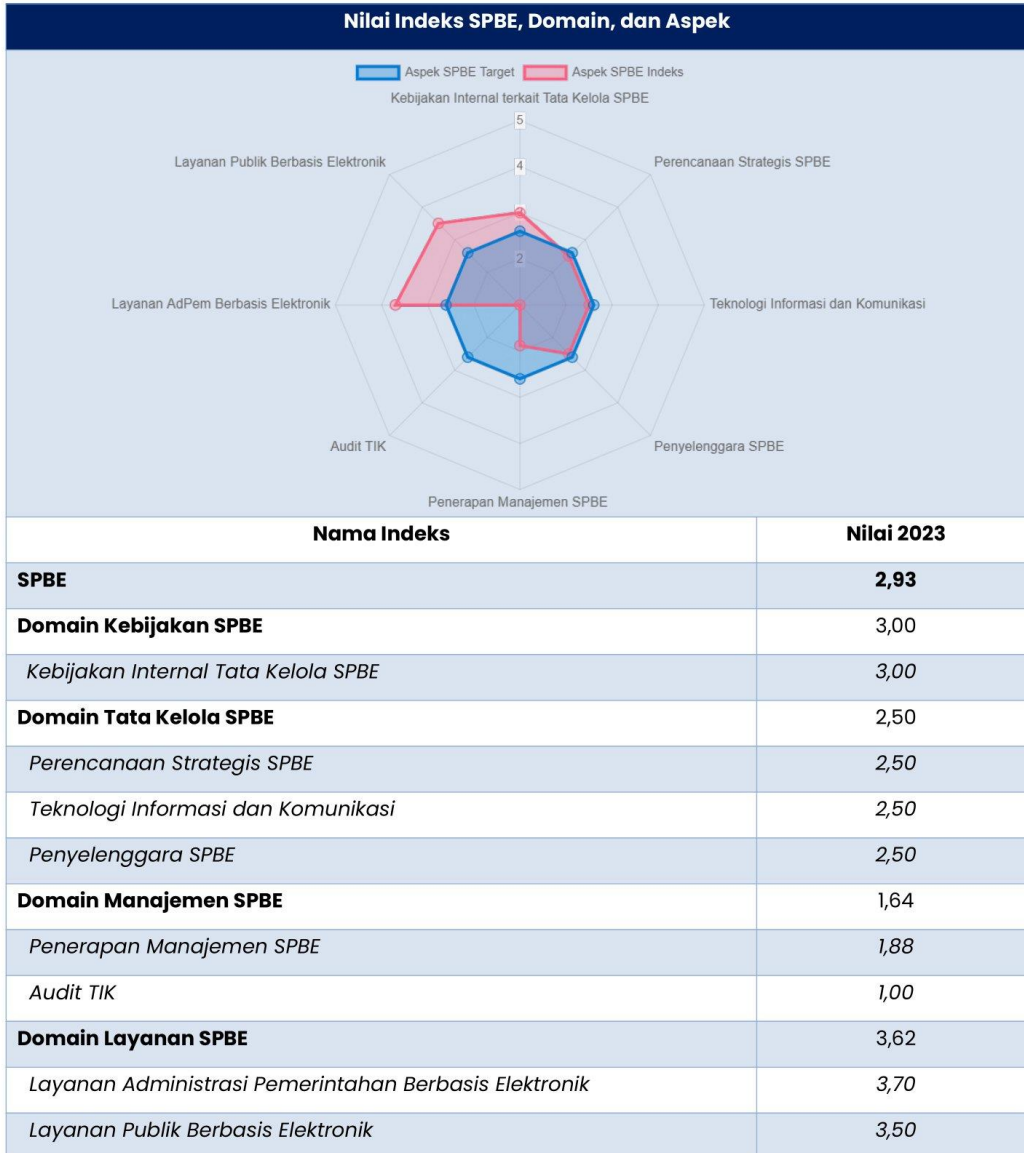 Nilai Indeks SPBE, Domain, dan Aspek
Aspek SPBE Target Aspek SPBE Indeks
Kebijakan Internal terkait Tata Kelola SPBE
5
Layanan Publik Berbasis Elektronik
Perencanaan Strategis SPBE
4
3
2
Layanan AdPem Berbasis Elektronik
Teknologi Informasi dan Komunikasi
Audit TIK
Penyelenggara SPBE
Penerapan Manajemen SPBE
Nama Indeks Nilai 2023
SPBE 2,93
Domain Kebijakan SPBE 3,00
Kebijakan Internal Tata Kelola SPBE 3,00
Domain Tata Kelola SPBE 2,50
Perencanaan Strategis SPBE 2,50
Teknologi Informasi dan Komunikasi 2,50
Penyelenggara SPBE 2,50
Domain Manajemen SPBE 1,64
Penerapan Manajemen SPBE 1,88
Audit TIK 1,00
Domain Layanan SPBE 3,62
Layanan Administrasi Pemerintahan Berbasis Elektronik 3,70
Layanan Publik Berbasis Elektronik 3,50